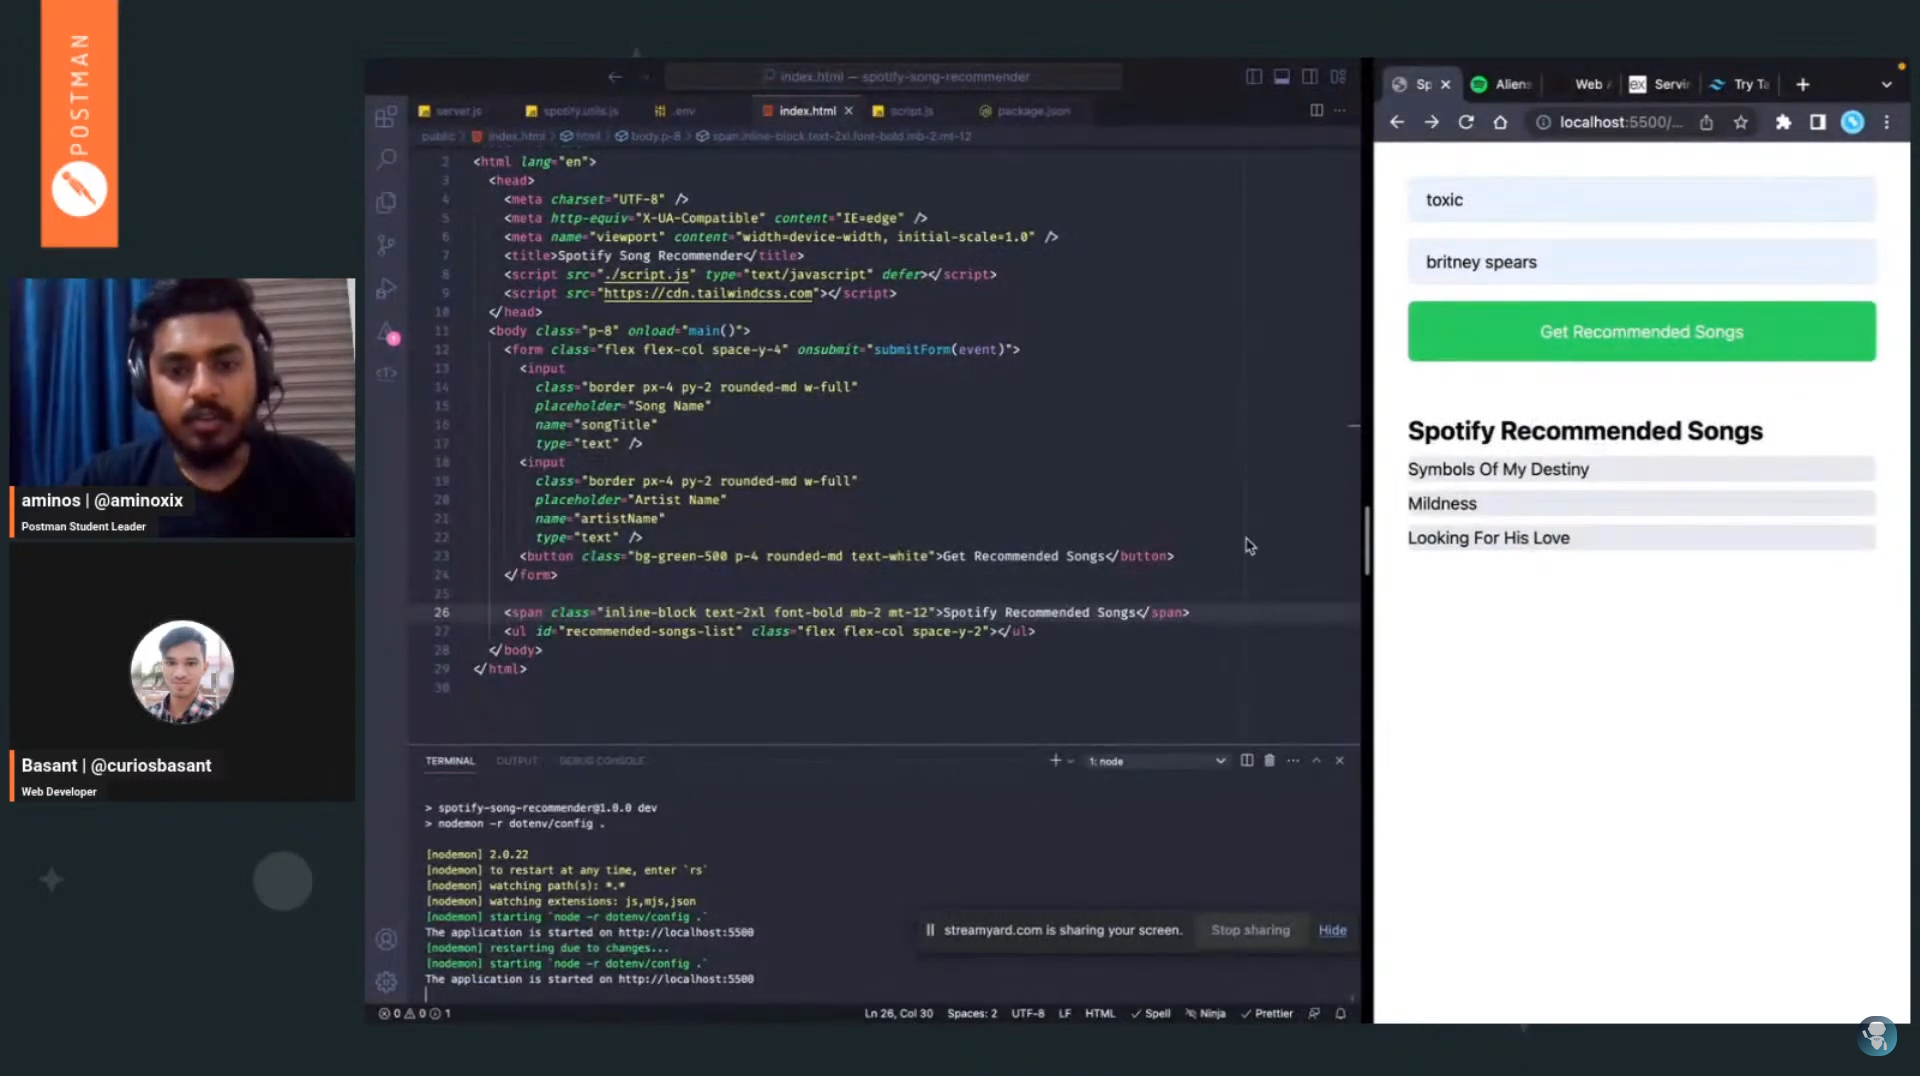 POSTMAN
aminos | @aminoxix
Postman Student Leader
Basant | @curiosbasant
Web Developer
index.html — spotify-song-recommender
server.js
spotify.utils.js
.env
index.html
script.js
package.json
public > index.html > html > body.p-8 > span.inline-block.text-2xl.font-bold.mb-2.mt-12
2 <html lang="en">
3 <head>
4 <meta charset="UTF-8" />
5 <meta http-equiv="X-UA-Compatible" content="IE=edge" />
6 <meta name="viewport" content="width=device-width, initial-scale=1.0" />
7 <title>Spotify Song Recommender</title>
8 <script src="./script.js" type="text/javascript" defer></script>
9 <script src="https://cdn.tailwindcss.com"></script>
10 </head>
11 <body class="p-8" onload="main()">
12 <form class="flex flex-col space-y-4" onsubmit="submitForm(event)">
13 <input
14 class="border px-4 py-2 rounded-md w-full"
15 placeholder="Song Name"
16 name="songTitle"
17 type="text" />
18 <input
19 class="border px-4 py-2 rounded-md w-full"
20 placeholder="Artist Name"
21 name="artistName"
22 type="text" />
23 <button class="bg-green-500 p-4 rounded-md text-white">Get Recommended Songs</button>
24 </form>
25
26 <span class="inline-block text-2xl font-bold mb-2 mt-12">Spotify Recommended Songs</span>
27 <ul id="recommended-songs-list" class="flex flex-col space-y-2"></ul>
28 </body>
29 </html>
30
TERMINAL OUTPUT DEBUG CONSOLE
1: node
> spotify-song-recommender@1.0.0 dev
> nodemon -r dotenv/config .
[nodemon] 2.0.22
[nodemon] to restart at any time, enter `rs`
[nodemon] watching path(s): *.*
[nodemon] watching extensions: js,mjs,json
[nodemon] starting `node -r dotenv/config .`
The application is started on http://localhost:5500
[nodemon] restarting due to changes...
[nodemon] starting `node -r dotenv/config .`
The application is started on http://localhost:5500
streamyard.com is sharing your screen. Stop sharing Hide
0 0 1
Ln 26, Col 30 Spaces: 2 UTF-8 LF HTML Spell Ninja Prettier
Sp
Aliens
Web
ex Servi
Try Ta
localhost:5500/...
toxic
britney spears
Get Recommended Songs
Spotify Recommended Songs
Symbols Of My Destiny
Mildness
Looking For His Love